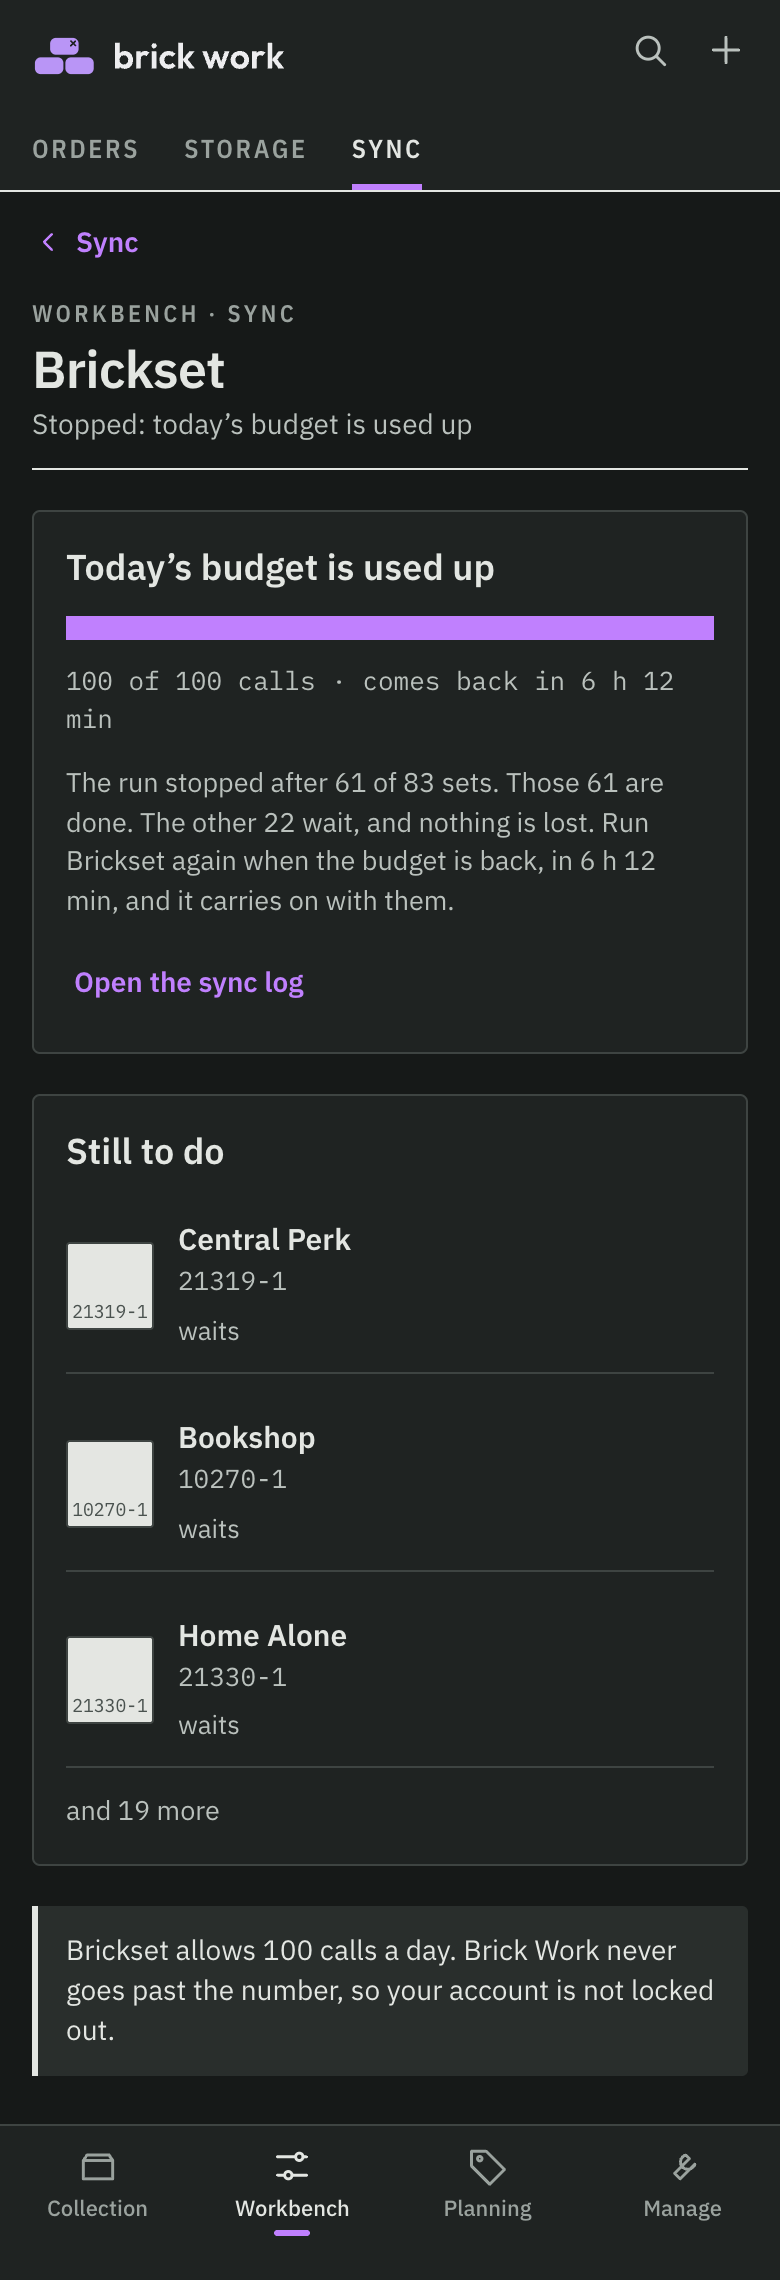 brick work
ORDERS STORAGE SYNC
Sync
WORKBENCH · SYNC
Brickset
Stopped: today’s budget is used up
Today’s budget is used up
100 of 100 calls · comes back in 6 h 12
min
The run stopped after 61 of 83 sets. Those 61 are
done. The other 22 wait, and nothing is lost. Run
Brickset again when the budget is back, in 6 h 12
min, and it carries on with them.
Open the sync log
Still to do
Central Perk
21319-1
21319-1
waits
Bookshop
10270-1
10270-1
waits
Home Alone
21330-1
21330-1
waits
and 19 more
Brickset allows 100 calls a day. Brick Work never
goes past the number, so your account is not locked
out.
Collection Workbench Planning Manage